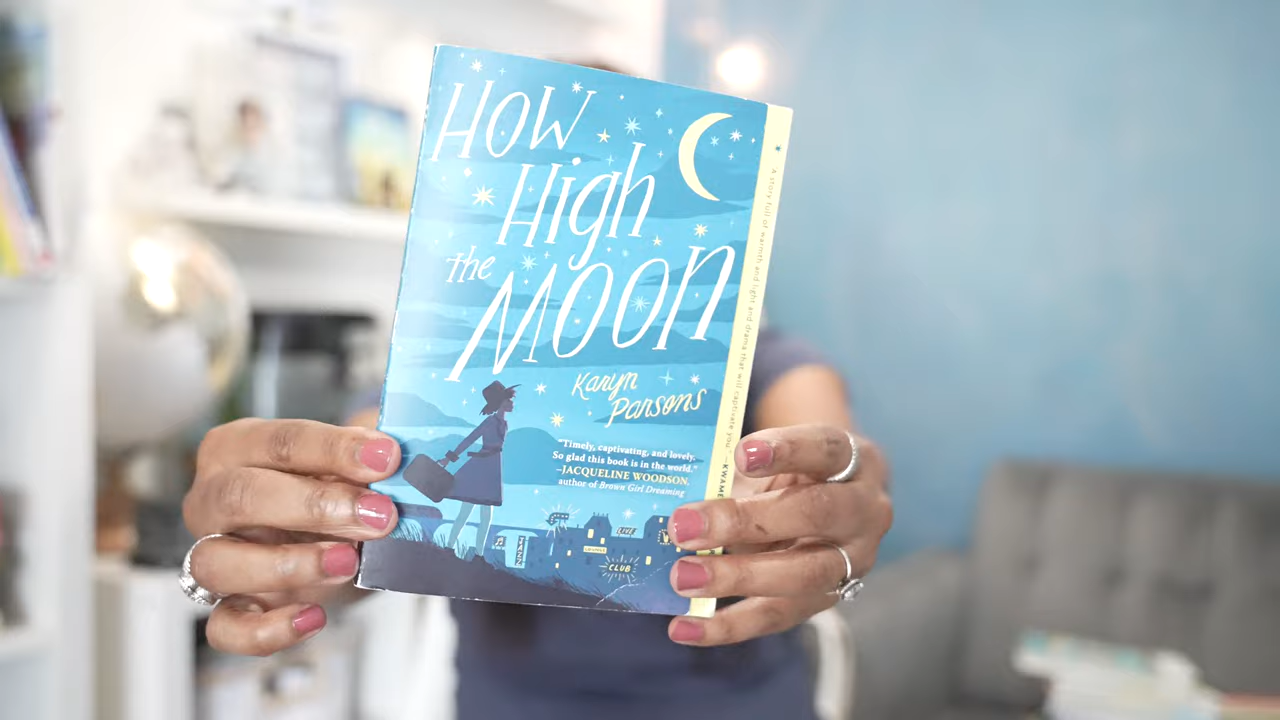 How
High
the
Moon
Karyn
Parsons
"Timely, captivating, and lovely.
So glad this book is in the world."
—JACQUELINE WOODSON,
author of Brown Girl Dreaming
A story full of warmth and light and drama that will captivate you." —KWAME
LIVE
CLUB